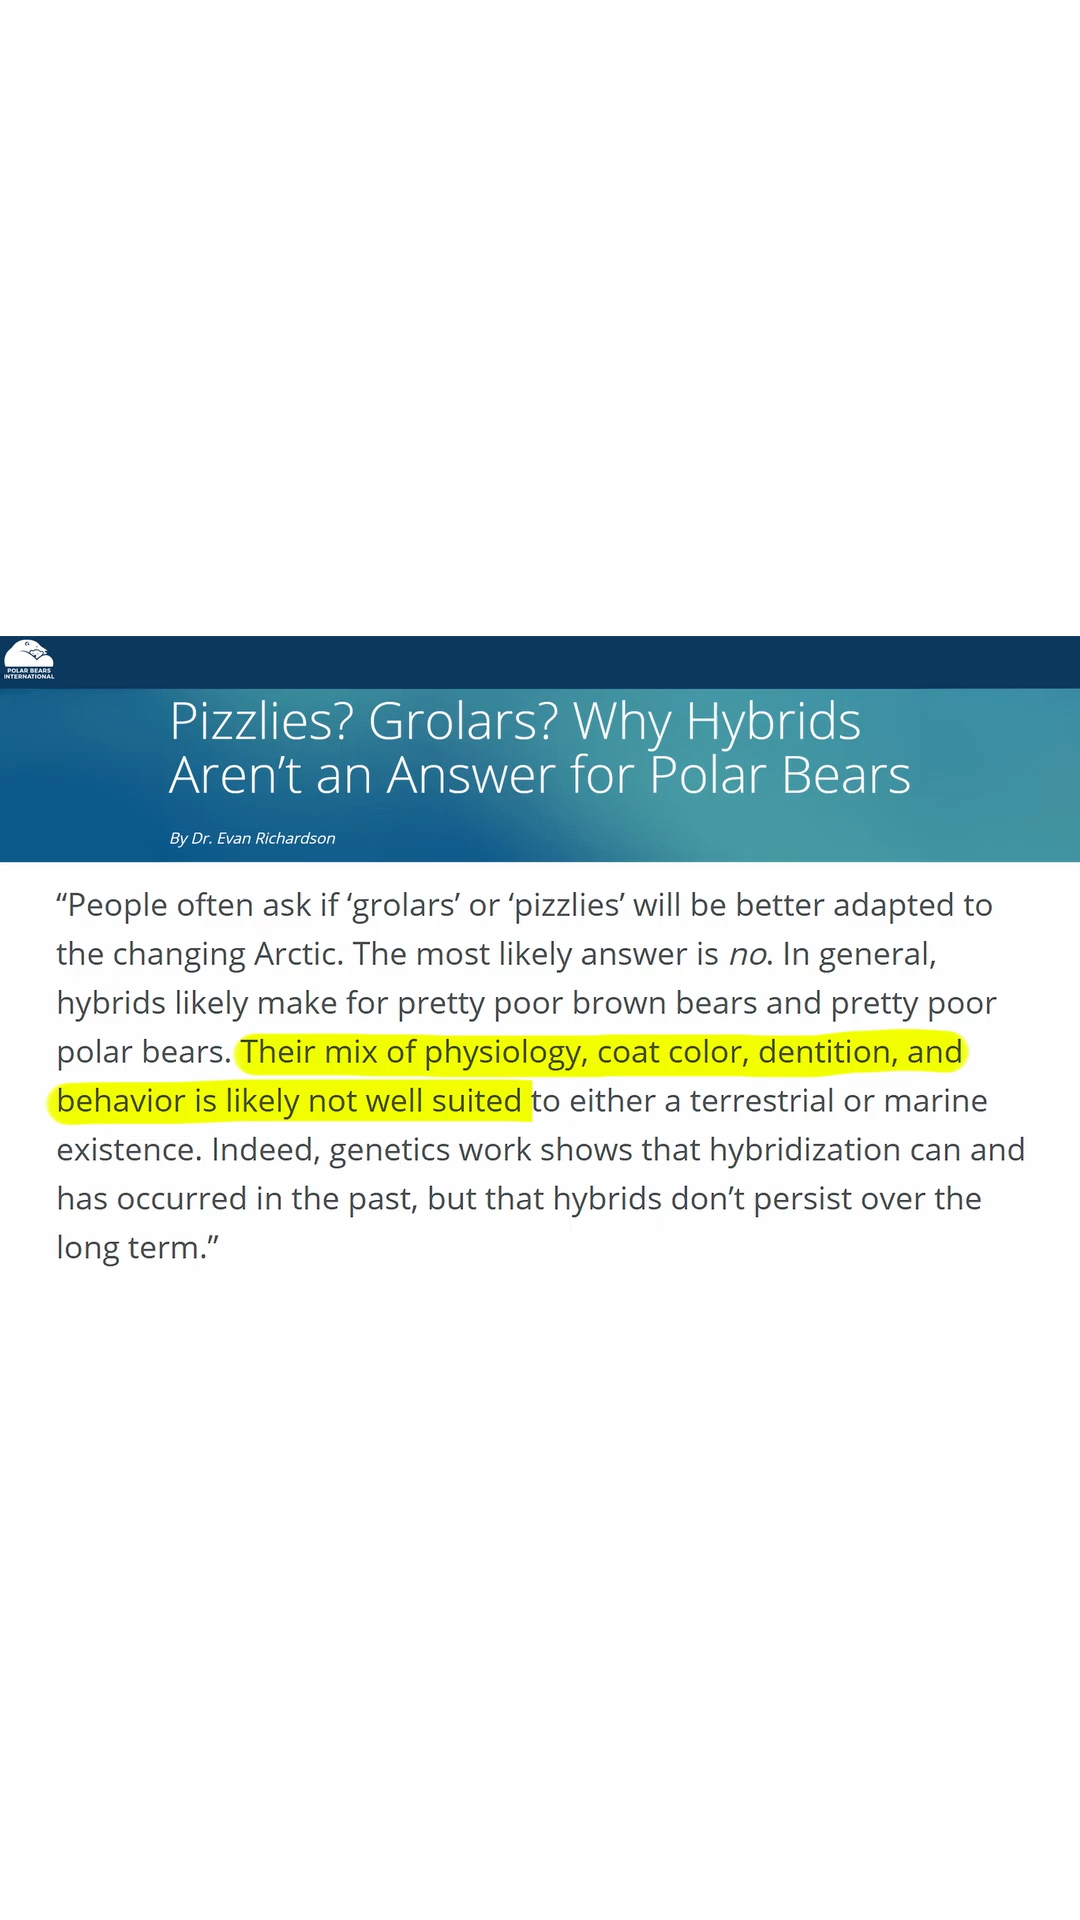 POLAR BEARS
INTERNATIONAL
Pizzlies? Grolars? Why Hybrids
Aren’t an Answer for Polar Bears
By Dr. Evan Richardson
“People often ask if ‘grolars’ or ‘pizzlies’ will be better adapted to
the changing Arctic. The most likely answer is no. In general,
hybrids likely make for pretty poor brown bears and pretty poor
polar bears. Their mix of physiology, coat color, dentition, and
behavior is likely not well suited to either a terrestrial or marine
existence. Indeed, genetics work shows that hybridization can and
has occurred in the past, but that hybrids don’t persist over the
long term.”